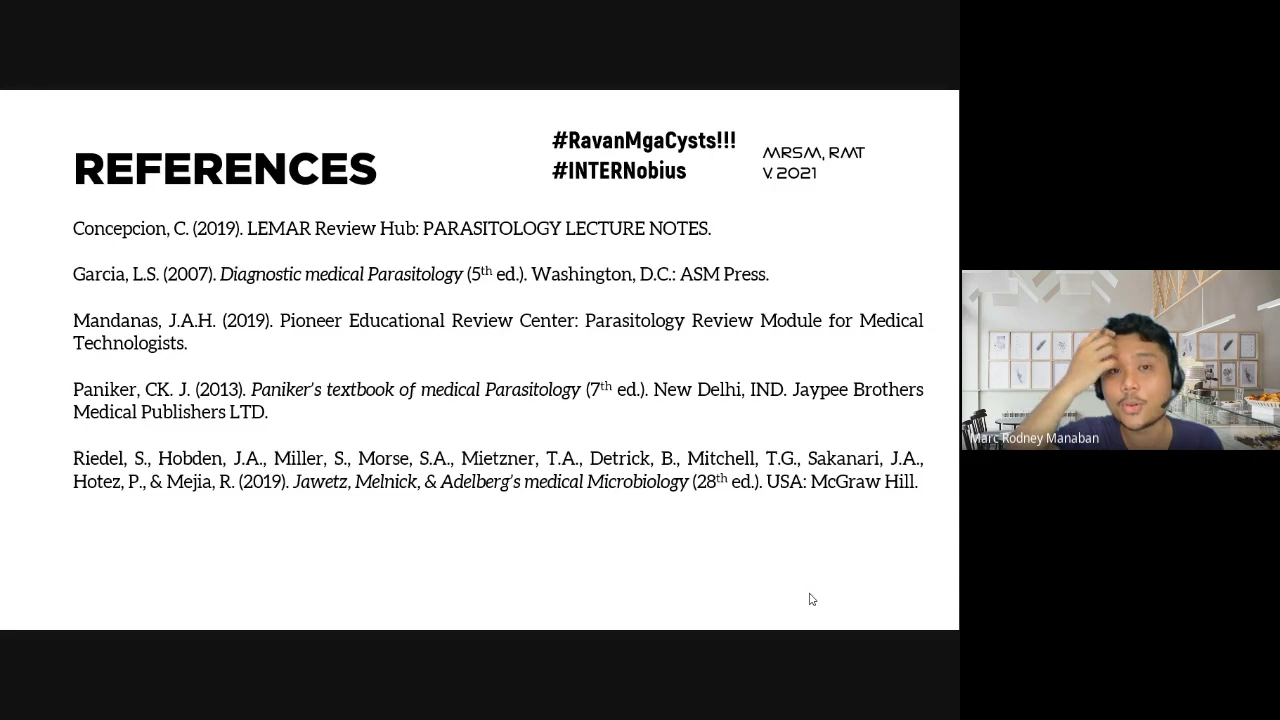 #RavanMgaCysts!!!
#INTERNobius
MRSM, RMT
V. 2021
REFERENCES
Concepcion, C. (2019). LEMAR Review Hub: PARASITOLOGY LECTURE NOTES.
Garcia, L.S. (2007). Diagnostic medical Parasitology (5th ed.). Washington, D.C.: ASM Press.
Mandanas, J.A.H. (2019). Pioneer Educational Review Center: Parasitology Review Module for Medical
Technologists.
Paniker, CK. J. (2013). Paniker's textbook of medical Parasitology (7th ed.). New Delhi, IND. Jaypee Brothers
Medical Publishers LTD.
Riedel, S., Hobden, J.A., Miller, S., Morse, S.A., Mietzner, T.A., Detrick, B., Mitchell, T.G., Sakanari, J.A.,
Hotez, P., & Mejia, R. (2019). Jawetz, Melnick, & Adelberg's medical Microbiology (28th ed.). USA: McGraw Hill.
Marc Rodney Manaban